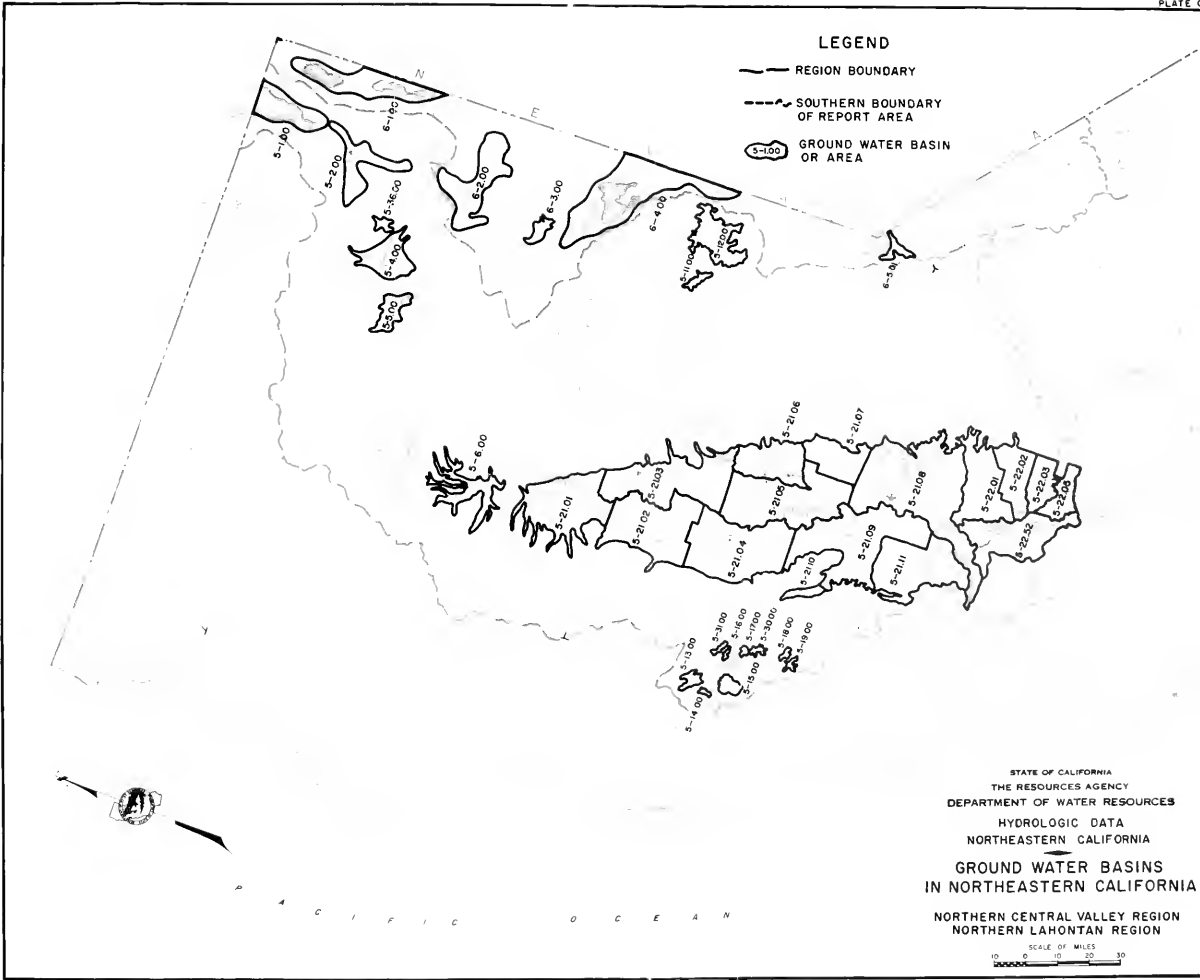 PLATE
LEGEND
REGION BOUNDARY
SOUTHERN BOUNDARY
OF REPORT AREA
5-1.00
GROUND WATER BASIN
OR AREA
N
E
6-1.00
5-1.00
5-2.00
5-36.00
5-4.00
5-5.00
6-2.00
6-3.00
6-4.00
5-11.00
5-12.00
6-5.01
A
5-6.00
5-21.01
5-21.02
5-21.03
5-21.04
5-21.05
5-21.06
5-21.07
5-21.08
5-21.09
5-21.10
5-21.11
5-22.01
5-22.02
5-22.03
5-22.52
5-13.00
5-14.00
5-31.00
5-16.00
5-17.00
5-30.00
5-15.00
5-18.00
5-19.00
P A C I F I C O C E A N
STATE OF CALIFORNIA
THE RESOURCES AGENCY
DEPARTMENT OF WATER RESOURCES
HYDROLOGIC DATA
NORTHEASTERN CALIFORNIA
GROUND WATER BASINS
IN NORTHEASTERN CALIFORNIA
NORTHERN CENTRAL VALLEY REGION
NORTHERN LAHONTAN REGION
SCALE OF MILES
10 0 10 20 30